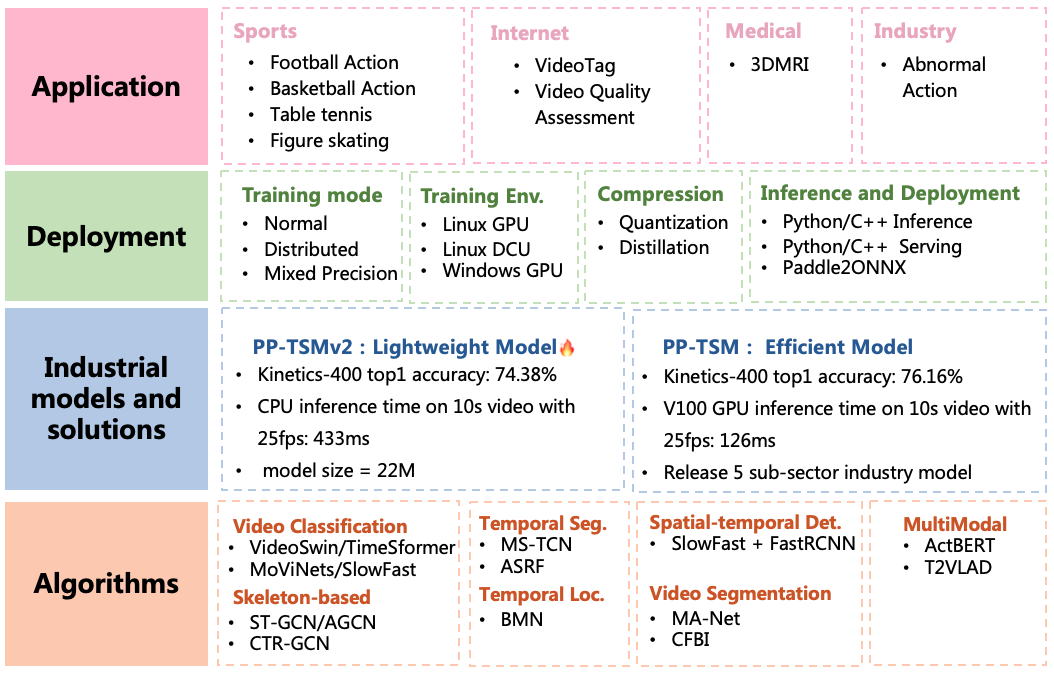 Application
Sports
• Football Action
• Basketball Action
• Table tennis
• Figure skating
Internet
• VideoTag
• Video Quality
Assessment
Medical
• 3DMRI
Industry
• Abnormal
Action
Deployment
Training mode
• Normal
• Distributed
• Mixed Precision
Training Env.
• Linux GPU
• Linux DCU
• Windows GPU
Compression
• Quantization
• Distillation
Inference and Deployment
• Python/C++ Inference
• Python/C++ Serving
• Paddle2ONNX
Industrial
models and
solutions
PP-TSMv2：Lightweight Model🔥
• Kinetics-400 top1 accuracy: 74.38%
• CPU inference time on 10s video with
25fps: 433ms
• model size = 22M
PP-TSM： Efficient Model
• Kinetics-400 top1 accuracy: 76.16%
• V100 GPU inference time on 10s video with
25fps: 126ms
• Release 5 sub-sector industry model
Algorithms
Video Classification
• VideoSwin/TimeSformer
• MoViNets/SlowFast
Skeleton-based
• ST-GCN/AGCN
• CTR-GCN
Temporal Seg.
• MS-TCN
• ASRF
Temporal Loc.
• BMN
Spatial-temporal Det.
• SlowFast + FastRCNN
Video Segmentation
• MA-Net
• CFBI
MultiModal
• ActBERT
• T2VLAD